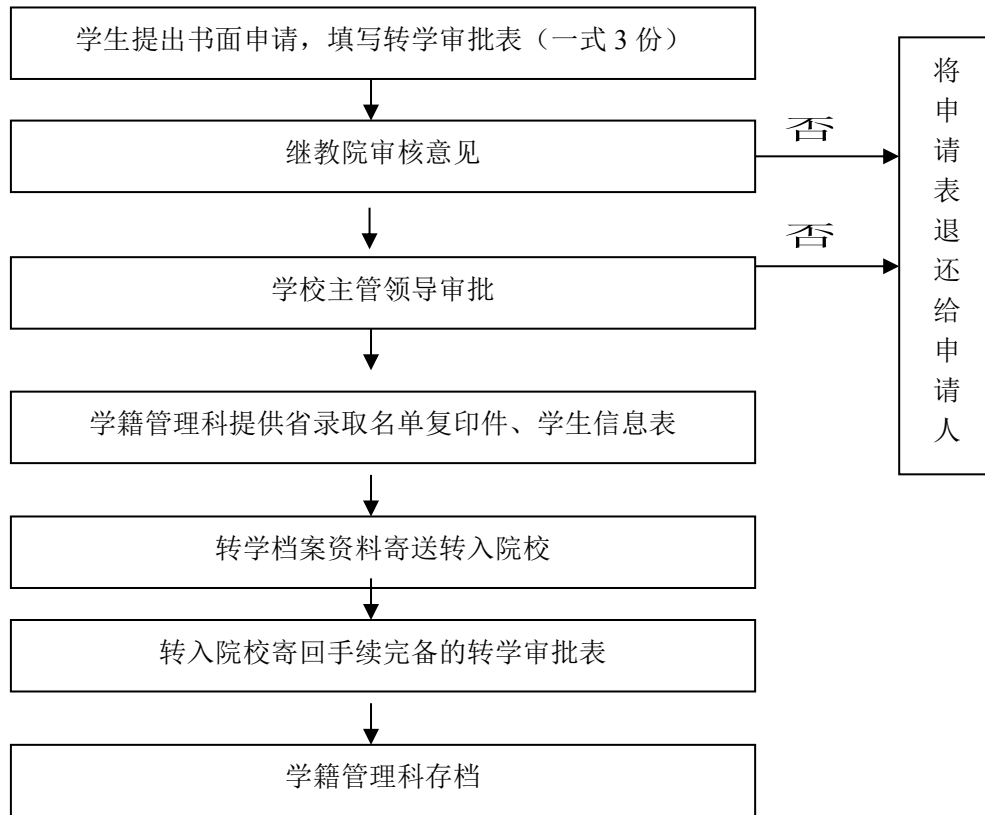 学生提出书面申请，填写转学审批表（一式 3 份）
继教院审核意见
否
学校主管领导审批
否
将申请表退还给申请人
学籍管理科提供省录取名单复印件、学生信息表
转学档案资料寄送转入院校
转入院校寄回手续完备的转学审批表
学籍管理科存档